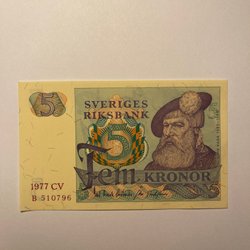 5
SVERIGES
RIKSBANK
5
Fem KRONOR
1977 CV
B 510796